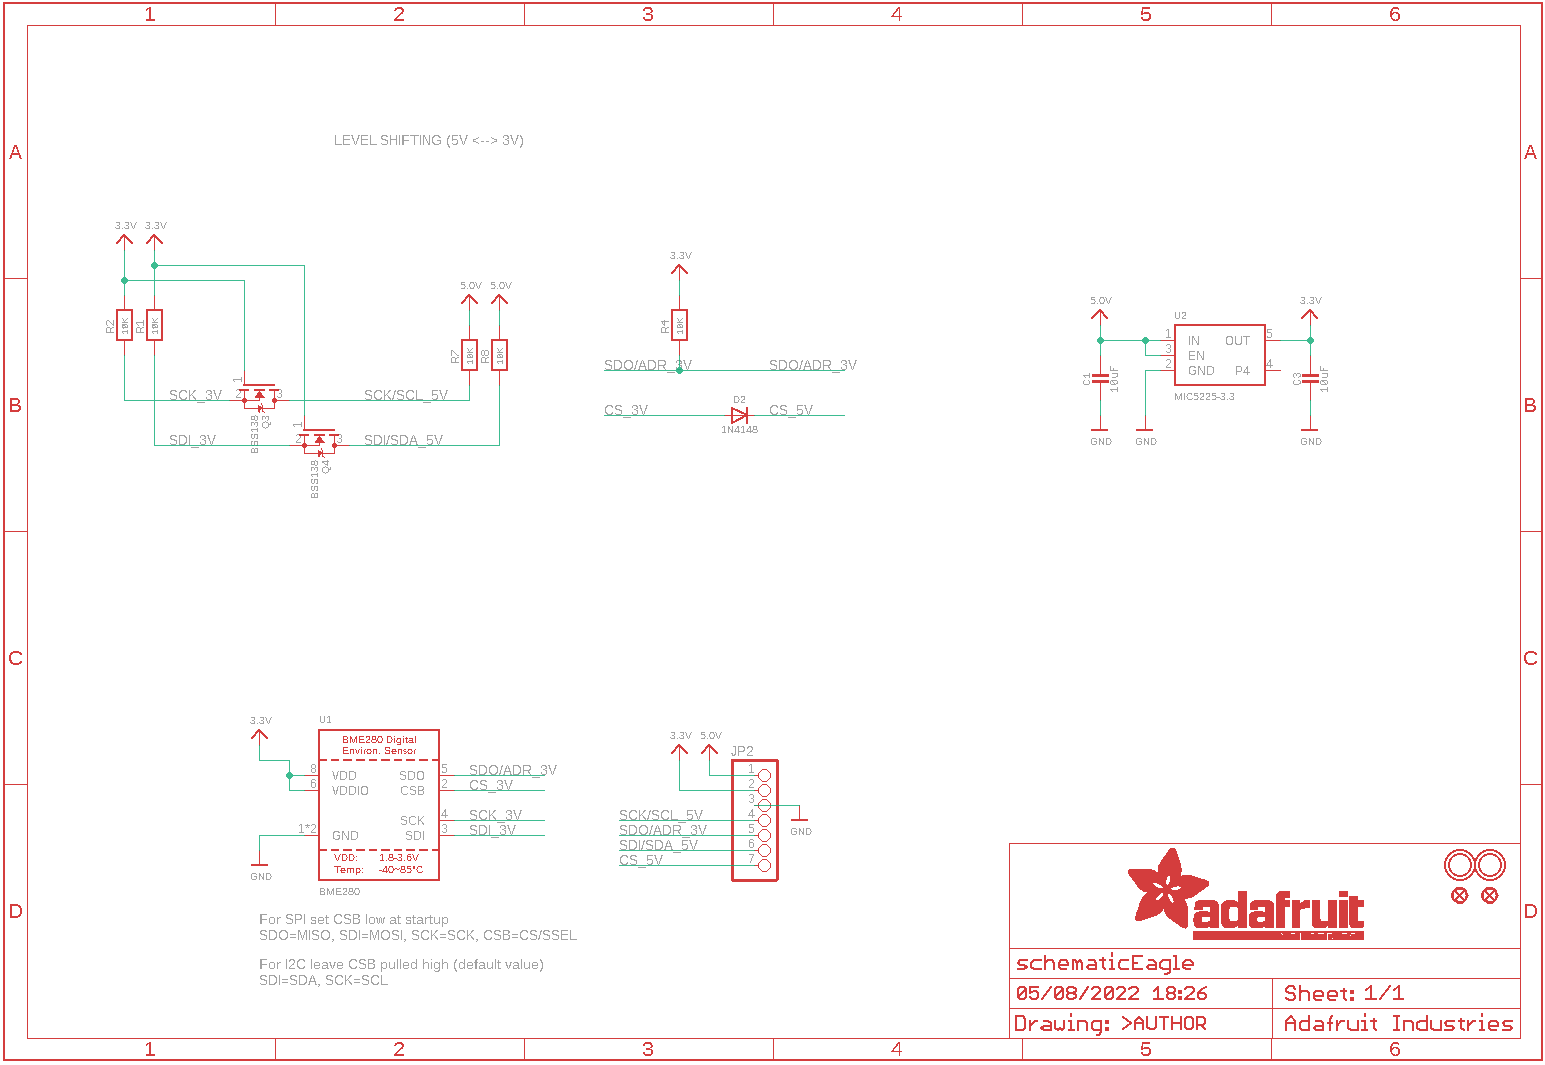 1 2 3 4 5 6
A A
LEVEL SHIFTING (5V <--> 3V)
3.3V 3.3V
R2 10K R1 10K
5.0V 5.0V
R7 10K R8 10K
SCK_3V 2 1 3 SCK/SCL_5V
BSS138 Q3
SDI_3V 2 1 3 SDI/SDA_5V
BSS138 Q4
3.3V
R4 10K
SDO/ADR_3V SDO/ADR_3V
CS_3V D2 CS_5V
1N4148
5.0V U2 3.3V
1 IN OUT 5
3 EN
2 GND P4 4
C1 10uF C3 10uF
MIC5225-3.3
GND GND GND
B B
C C
3.3V U1
BME280 Digital
Environ. Sensor
8 VDD SDO 5 SDO/ADR_3V
6 VDDIO CSB 2 CS_3V
SCK 4 SCK_3V
1*2 GND SDI 3 SDI_3V
VDD: 1.8-3.6V
Temp: -40~85°C
GND
BME280
3.3V 5.0V JP2
1
2
3
SCK/SCL_5V 4
SDO/ADR_3V 5
SDI/SDA_5V 6
CS_5V 7
GND
For SPI set CSB low at startup
SDO=MISO, SDI=MOSI, SCK=SCK, CSB=CS/SSEL
For I2C leave CSB pulled high (default value)
SDI=SDA, SCK=SCL
D D
adafruit
schematicEagle
05/08/2022 18:26 Sheet: 1/1
Drawing: >AUTHOR Adafruit Industries
1 2 3 4 5 6